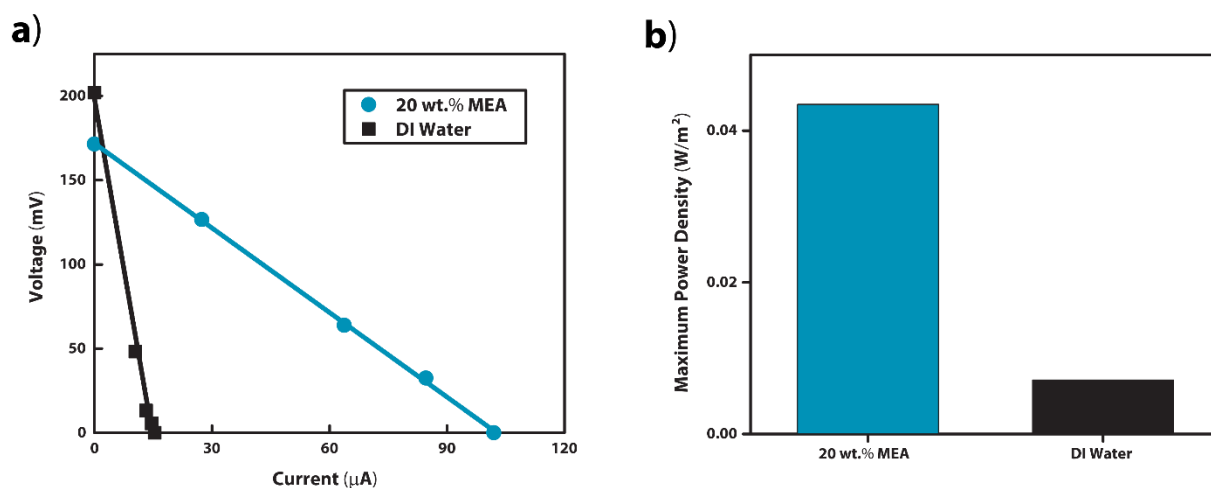 a)
200
150
100
50
0
0
30
60
90
120
Voltage (mV)
Current (μA)
20 wt.% MEA
DI Water
b)
0.04
0.02
0.00
Maximum Power Density (W/m²)
20 wt.% MEA
DI Water